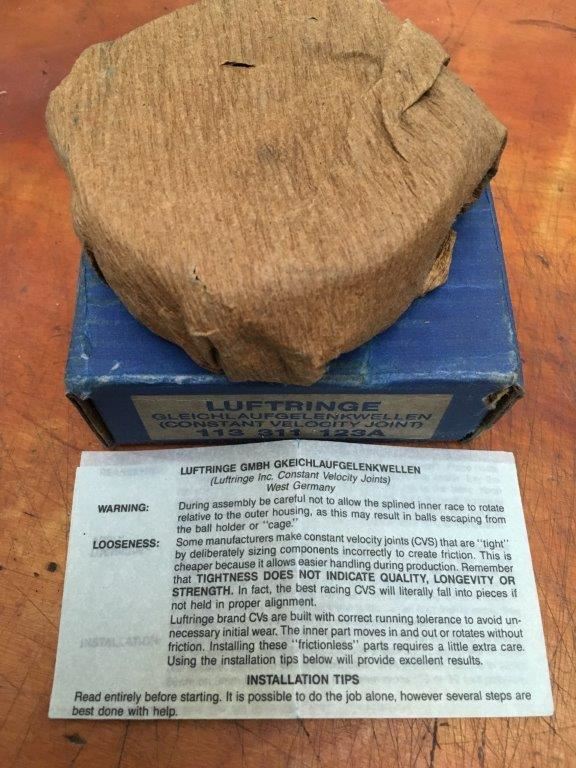 LUFTRINGE
GLEICHLAUFGELENKWELLEN
(CONSTANT VELOCITY JOINT)
113 311 123A
LUFTRINGE GMBH GKEICHLAUFGELENKWELLEN
(Luftringe Inc. Constant Velocity Joints)
West Germany
WARNING: During assembly be careful not to allow the splined inner race to rotate
relative to the outer housing, as this may result in balls escaping from
the ball holder or "cage."
LOOSENESS: Some manufacturers make constant velocity joints (CVS) that are "tight"
by deliberately sizing components incorrectly to create friction. This is
cheaper because it allows easier handling during production. Remember
that TIGHTNESS DOES NOT INDICATE QUALITY, LONGEVITY OR
STRENGTH. In fact, the best racing CVS will literally fall into pieces if
not held in proper alignment.
Luftringe brand CVs are built with correct running tolerance to avoid un-
necessary initial wear. The inner part moves in and out or rotates without
friction. Installing these "frictionless" parts requires a little extra care.
Using the installation tips below will provide excellent results.
INSTALLATION TIPS
Read entirely before starting. It is possible to do the job alone, however several steps are
best done with help.